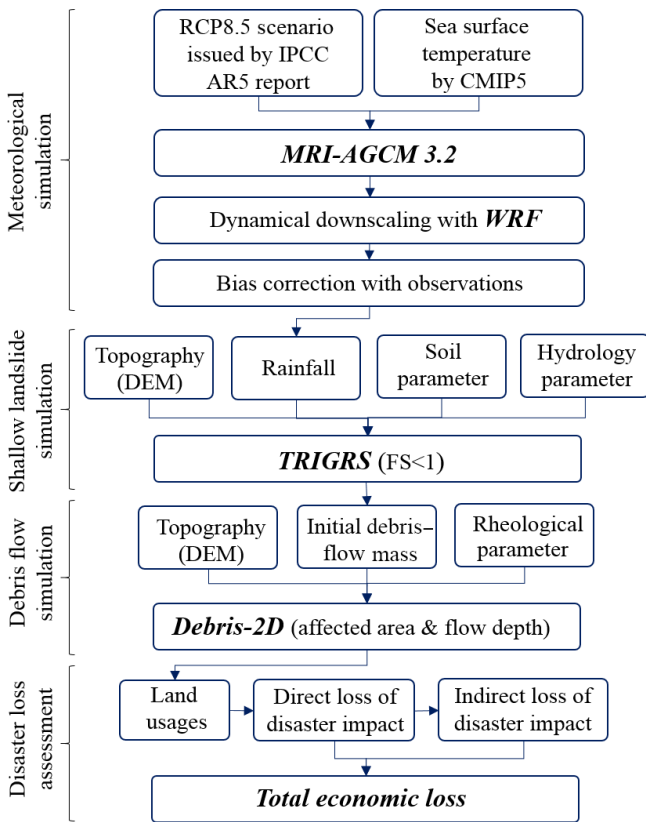 Meteorological
simulation
RCP8.5 scenario
issued by IPCC
AR5 report
Sea surface
temperature
by CMIP5
MRI-AGCM 3.2
Dynamical downscaling with WRF
Bias correction with observations
Shallow landslide
simulation
Topography
(DEM)
Rainfall
Soil
parameter
Hydrology
parameter
TRIGRS (FS<1)
Debris flow
simulation
Topography
(DEM)
Initial debris–
flow mass
Rheological
parameter
Debris-2D (affected area & flow depth)
Disaster loss
assessment
Land
usages
Direct loss of
disaster impact
Indirect loss of
disaster impact
Total economic loss